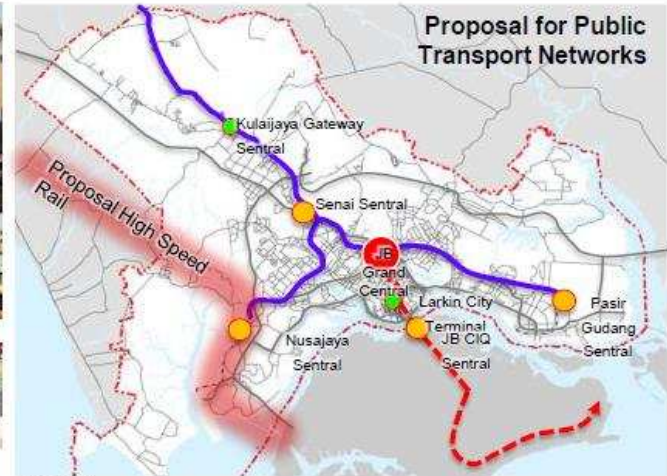 Proposal for Public
Transport Networks
Kulaijaya Gateway
Sentral
Proposal High Speed
Rail
Senai Sentral
JB
Grand
Central
Larkin City
Terminal
JB CIQ
Sentral
Pasir
Gudang
Sentral
Nusajaya
Sentral